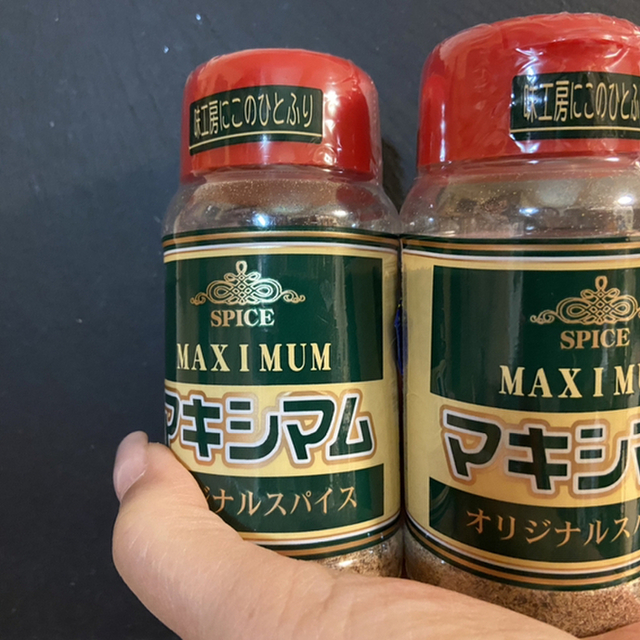 味工房にこのひとふり
SPICE
MAXIMUM
マキシマム
ジナルスパイス
味工房にこのひとふ
SPICE
MAXIMU
マキシマ
オリジナルスパ